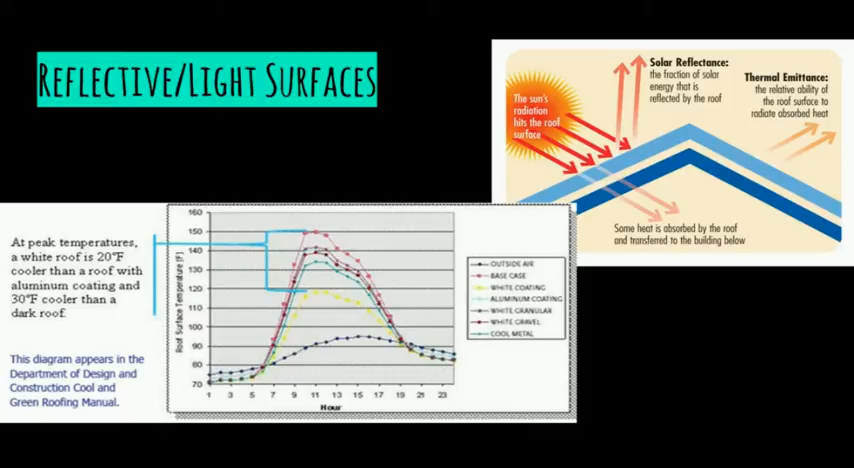 REFLECTIVE/LIGHT SURFACES
Solar Reflectance:
the fraction of solar
energy that is
reflected by the roof
Thermal Emittance:
the relative ability of
the roof surface to
radiate absorbed heat
The sun's
radiation
hits the roof
surface
Some heat is absorbed by the roof
and transferred to the building below
At peak temperatures,
a white roof is 20°F
cooler than a roof with
aluminum coating and
30°F cooler than a
dark roof.
This diagram appears in the
Department of Design and
Construction Cool and
Green Roofing Manual.
Roof Surface Temperature (F)
160
150
140
130
120
110
100
90
80
70
1 3 5 7 9 11 13 15 17 19 21 23
Hour
OUTSIDE AIR
BASE CASE
WHITE COATING
ALUMINUM COATING
WHITE GRANULAR
WHITE GRAVEL
COOL METAL